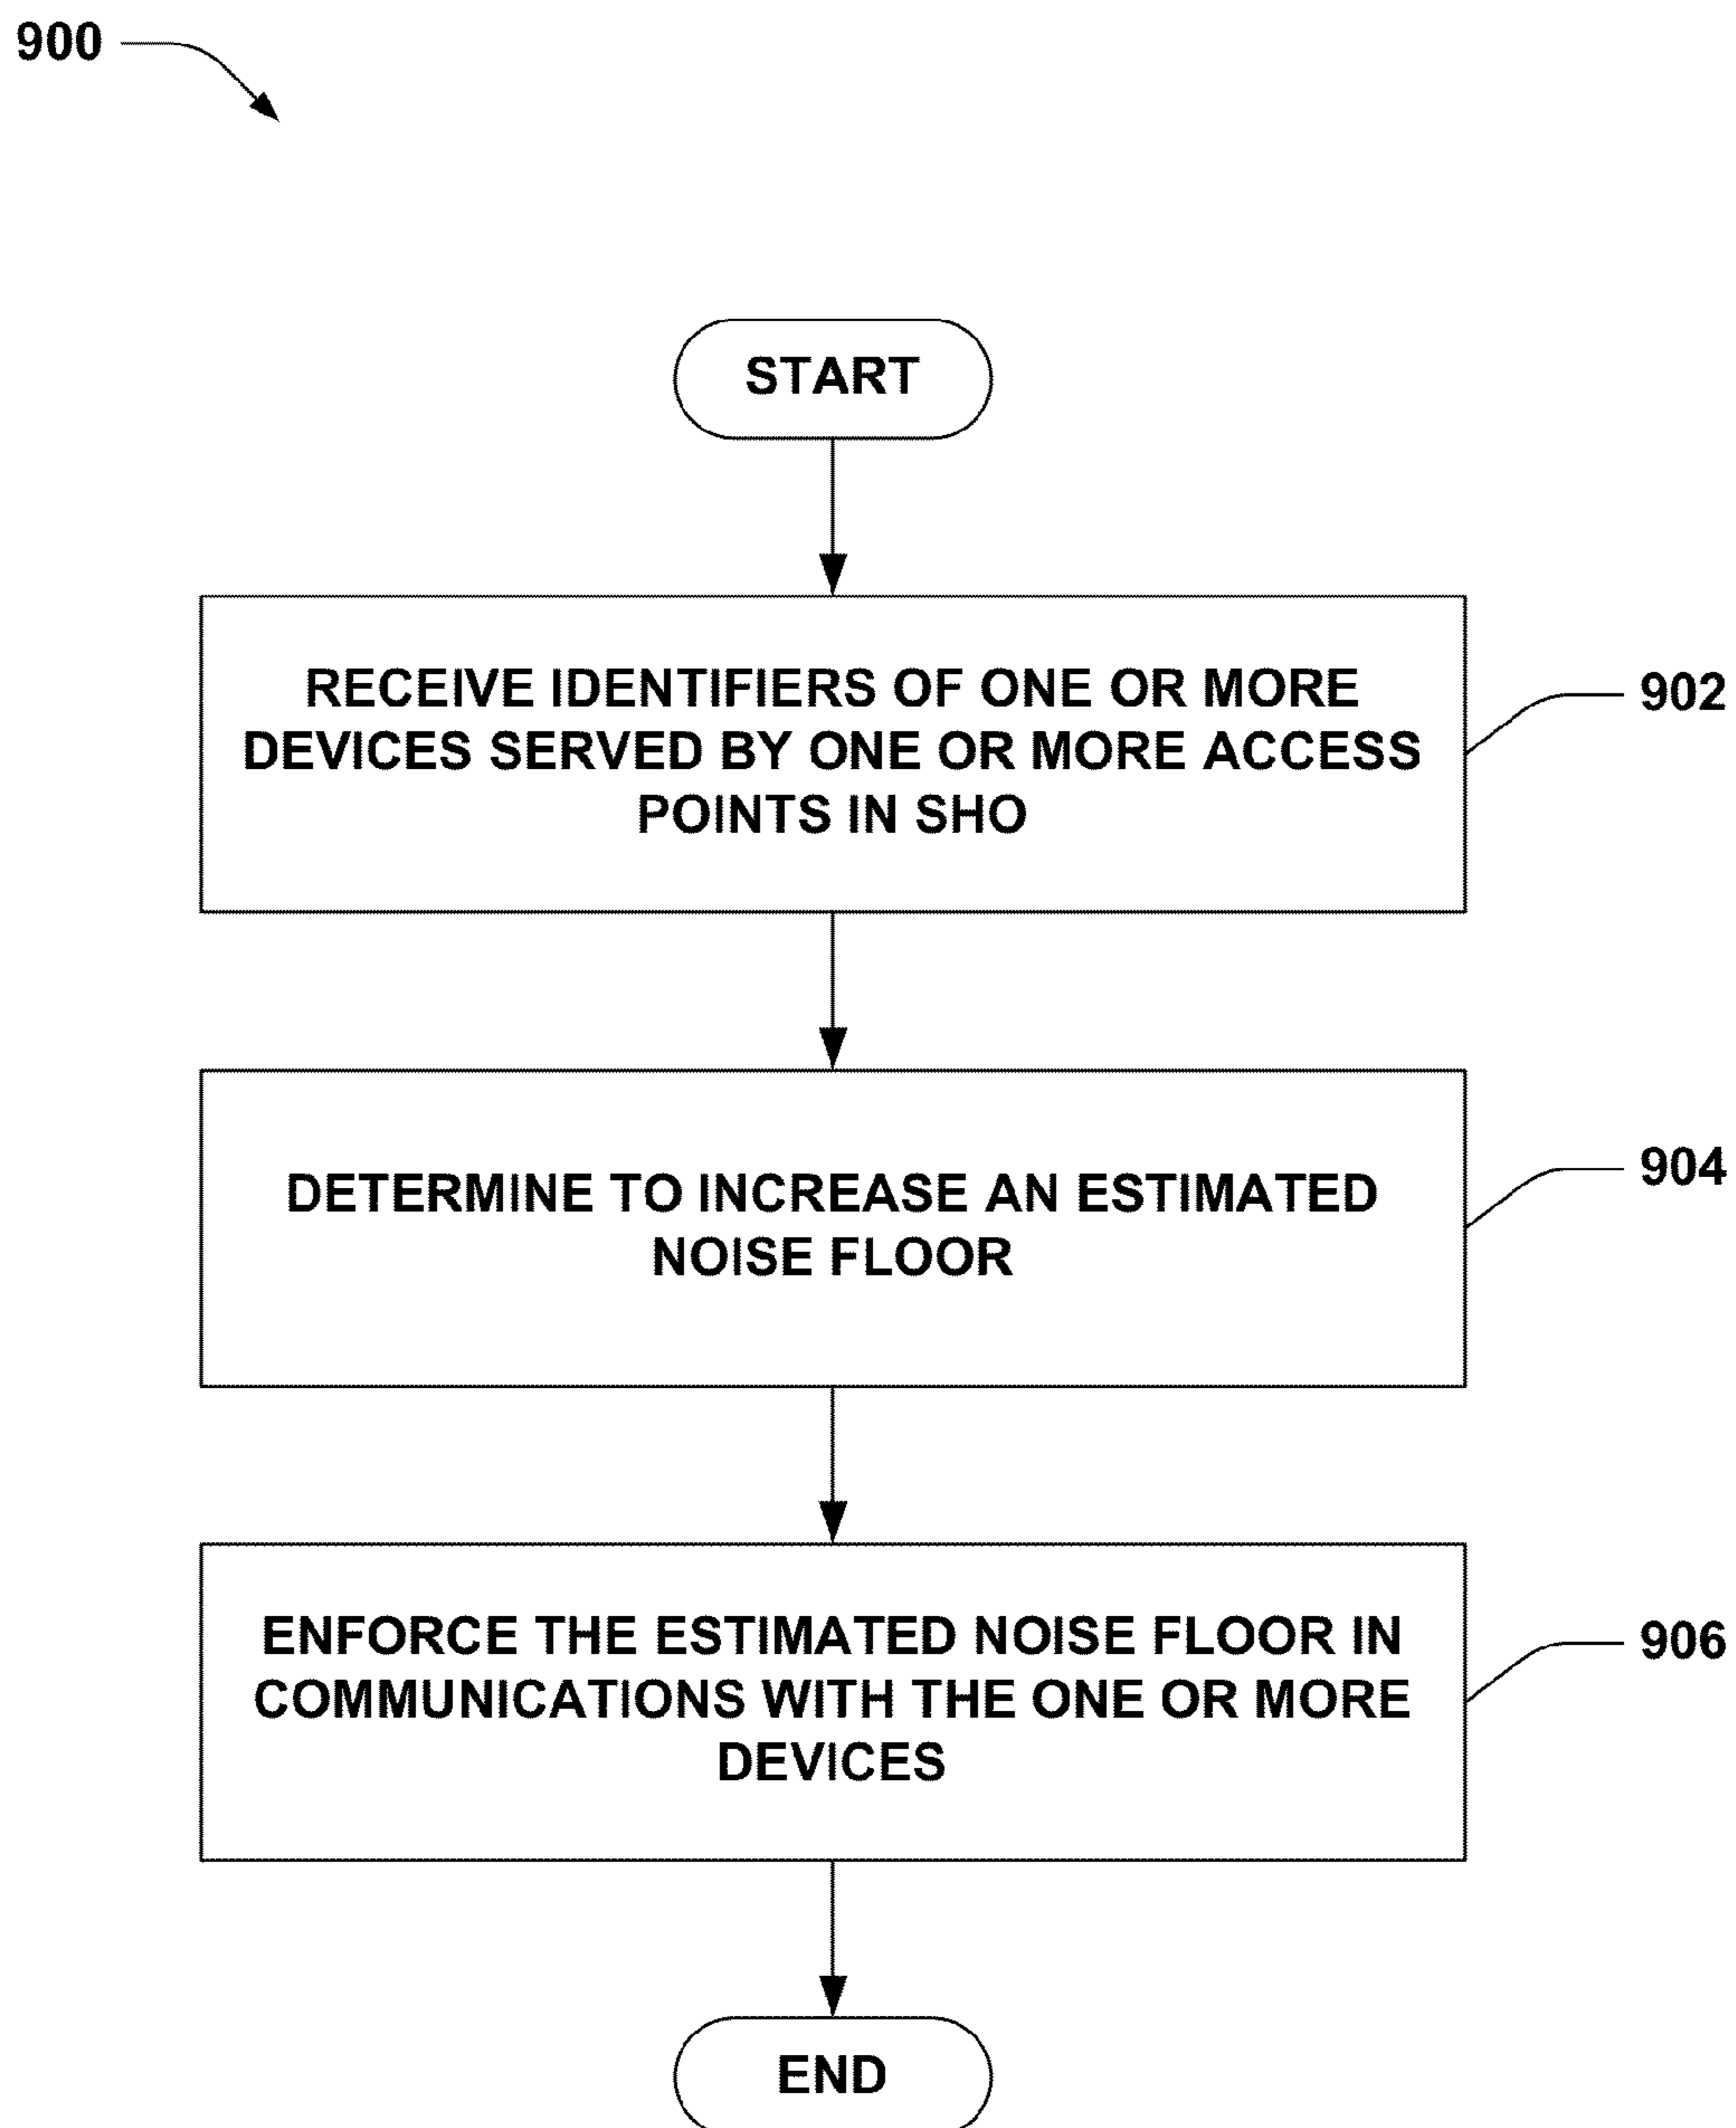 900
START
RECEIVE IDENTIFIERS OF ONE OR MORE
DEVICES SERVED BY ONE OR MORE ACCESS
POINTS IN SHO
902
DETERMINE TO INCREASE AN ESTIMATED
NOISE FLOOR
904
ENFORCE THE ESTIMATED NOISE FLOOR IN
COMMUNICATIONS WITH THE ONE OR MORE
DEVICES
906
END